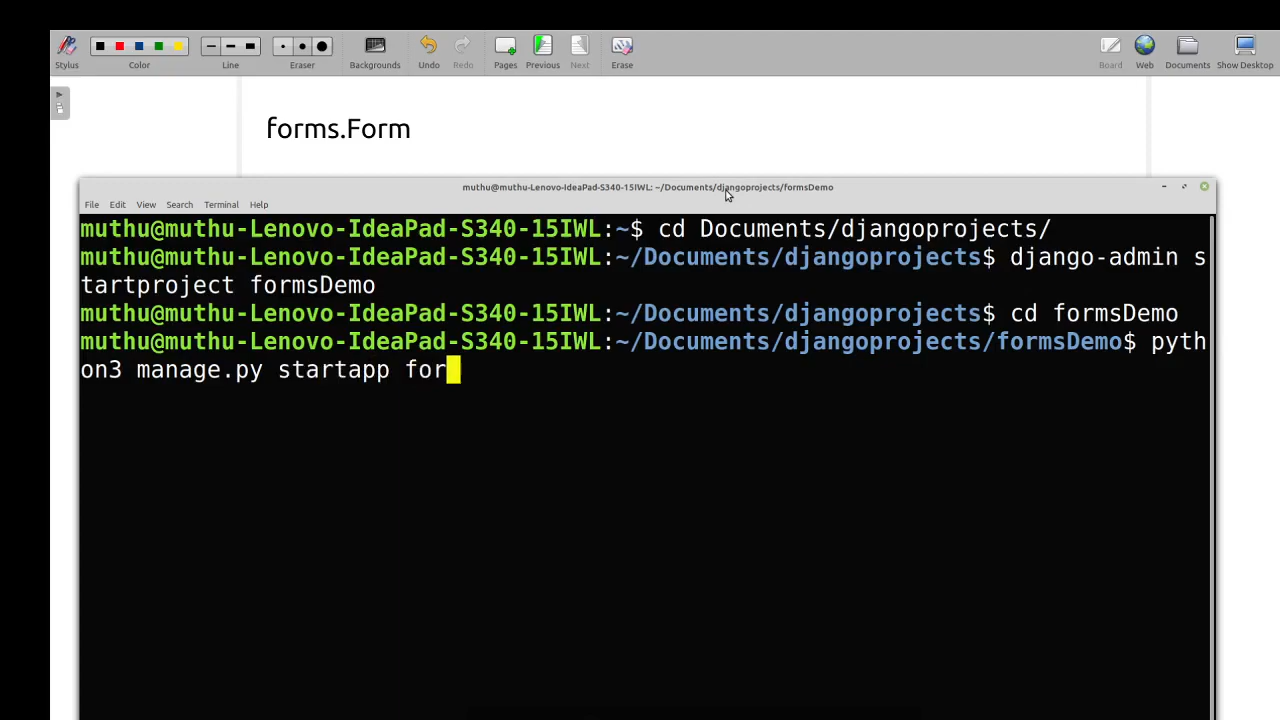 Stylus Color Line Eraser Backgrounds Undo Redo Pages Previous Next Erase Board Web Documents Show Desktop
forms.Form
muthu@muthu-Lenovo-IdeaPad-S340-15IWL: ~/Documents/djangoprojects/formsDemo
File Edit View Search Terminal Help
muthu@muthu-Lenovo-IdeaPad-S340-15IWL:~$ cd Documents/djangoprojects/
muthu@muthu-Lenovo-IdeaPad-S340-15IWL:~/Documents/djangoprojects$ django-admin s
tartproject formsDemo
muthu@muthu-Lenovo-IdeaPad-S340-15IWL:~/Documents/djangoprojects$ cd formsDemo
muthu@muthu-Lenovo-IdeaPad-S340-15IWL:~/Documents/djangoprojects/formsDemo$ pyth
on3 manage.py startapp for